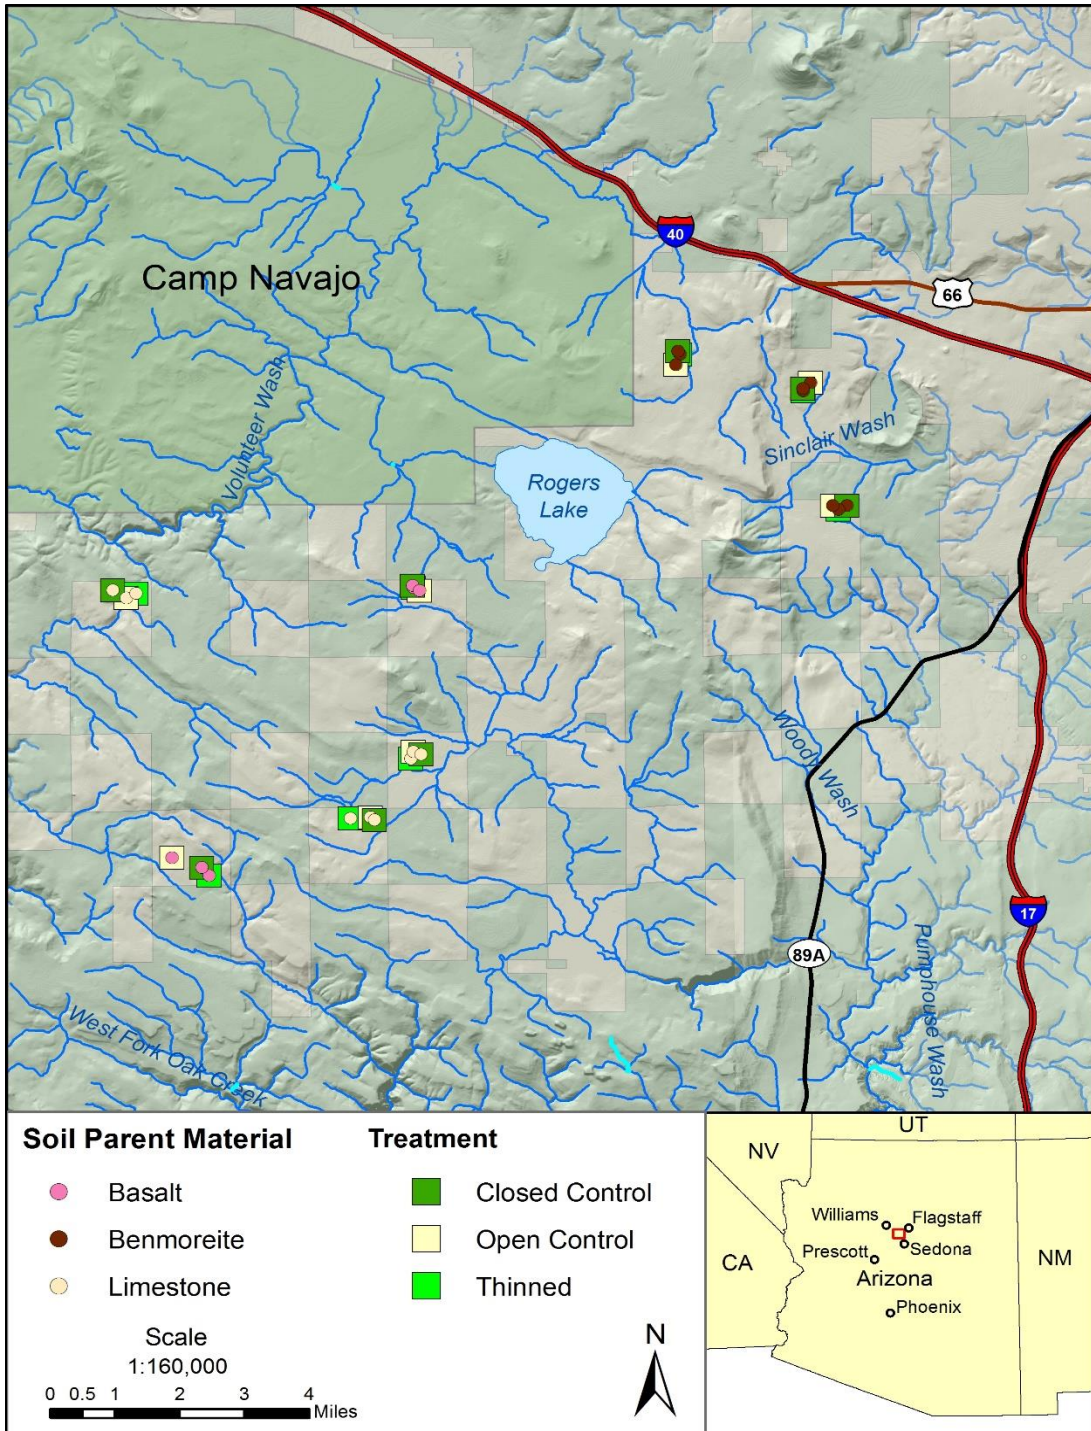 40
Camp Navajo
66
Volunteer Wash
Sinclair Wash
Rogers
Lake
Woody Wash
17
89A
Pumphouse Wash
West Fork Oak Creek
Soil Parent Material
Basalt
Benmoreite
Limestone
Treatment
Closed Control
Open Control
Thinned
Scale
1:160,000
0 0.5 1 2 3 4
Miles
N
UT
NV
Williams
Flagstaff
Sedona
Prescott
CA
NM
Arizona
Phoenix